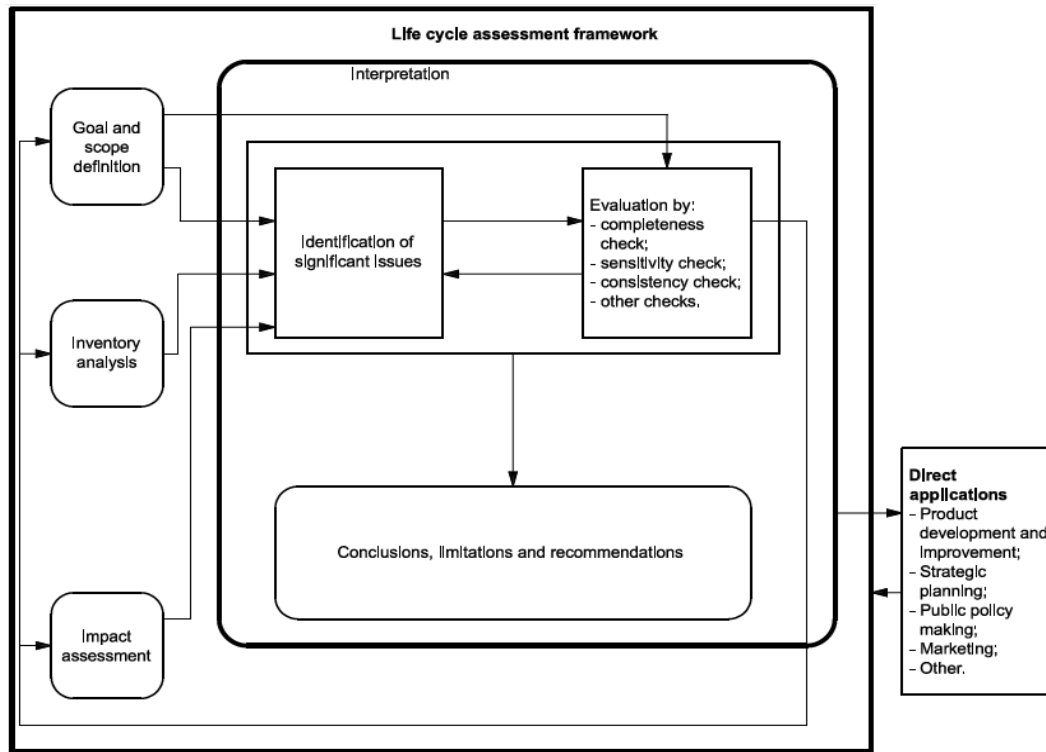 Life cycle assessment framework
Interpretation
Goal and
scope
definition
Identification of
significant issues
Evaluation by:
- completeness
check;
- sensitivity check;
- consistency check;
- other checks.
Inventory
analysis
Conclusions, limitations and recommendations
Impact
assessment
Direct
applications
– Product
development and
improvement;
– Strategic
planning;
– Public policy
making;
– Marketing;
– Other.